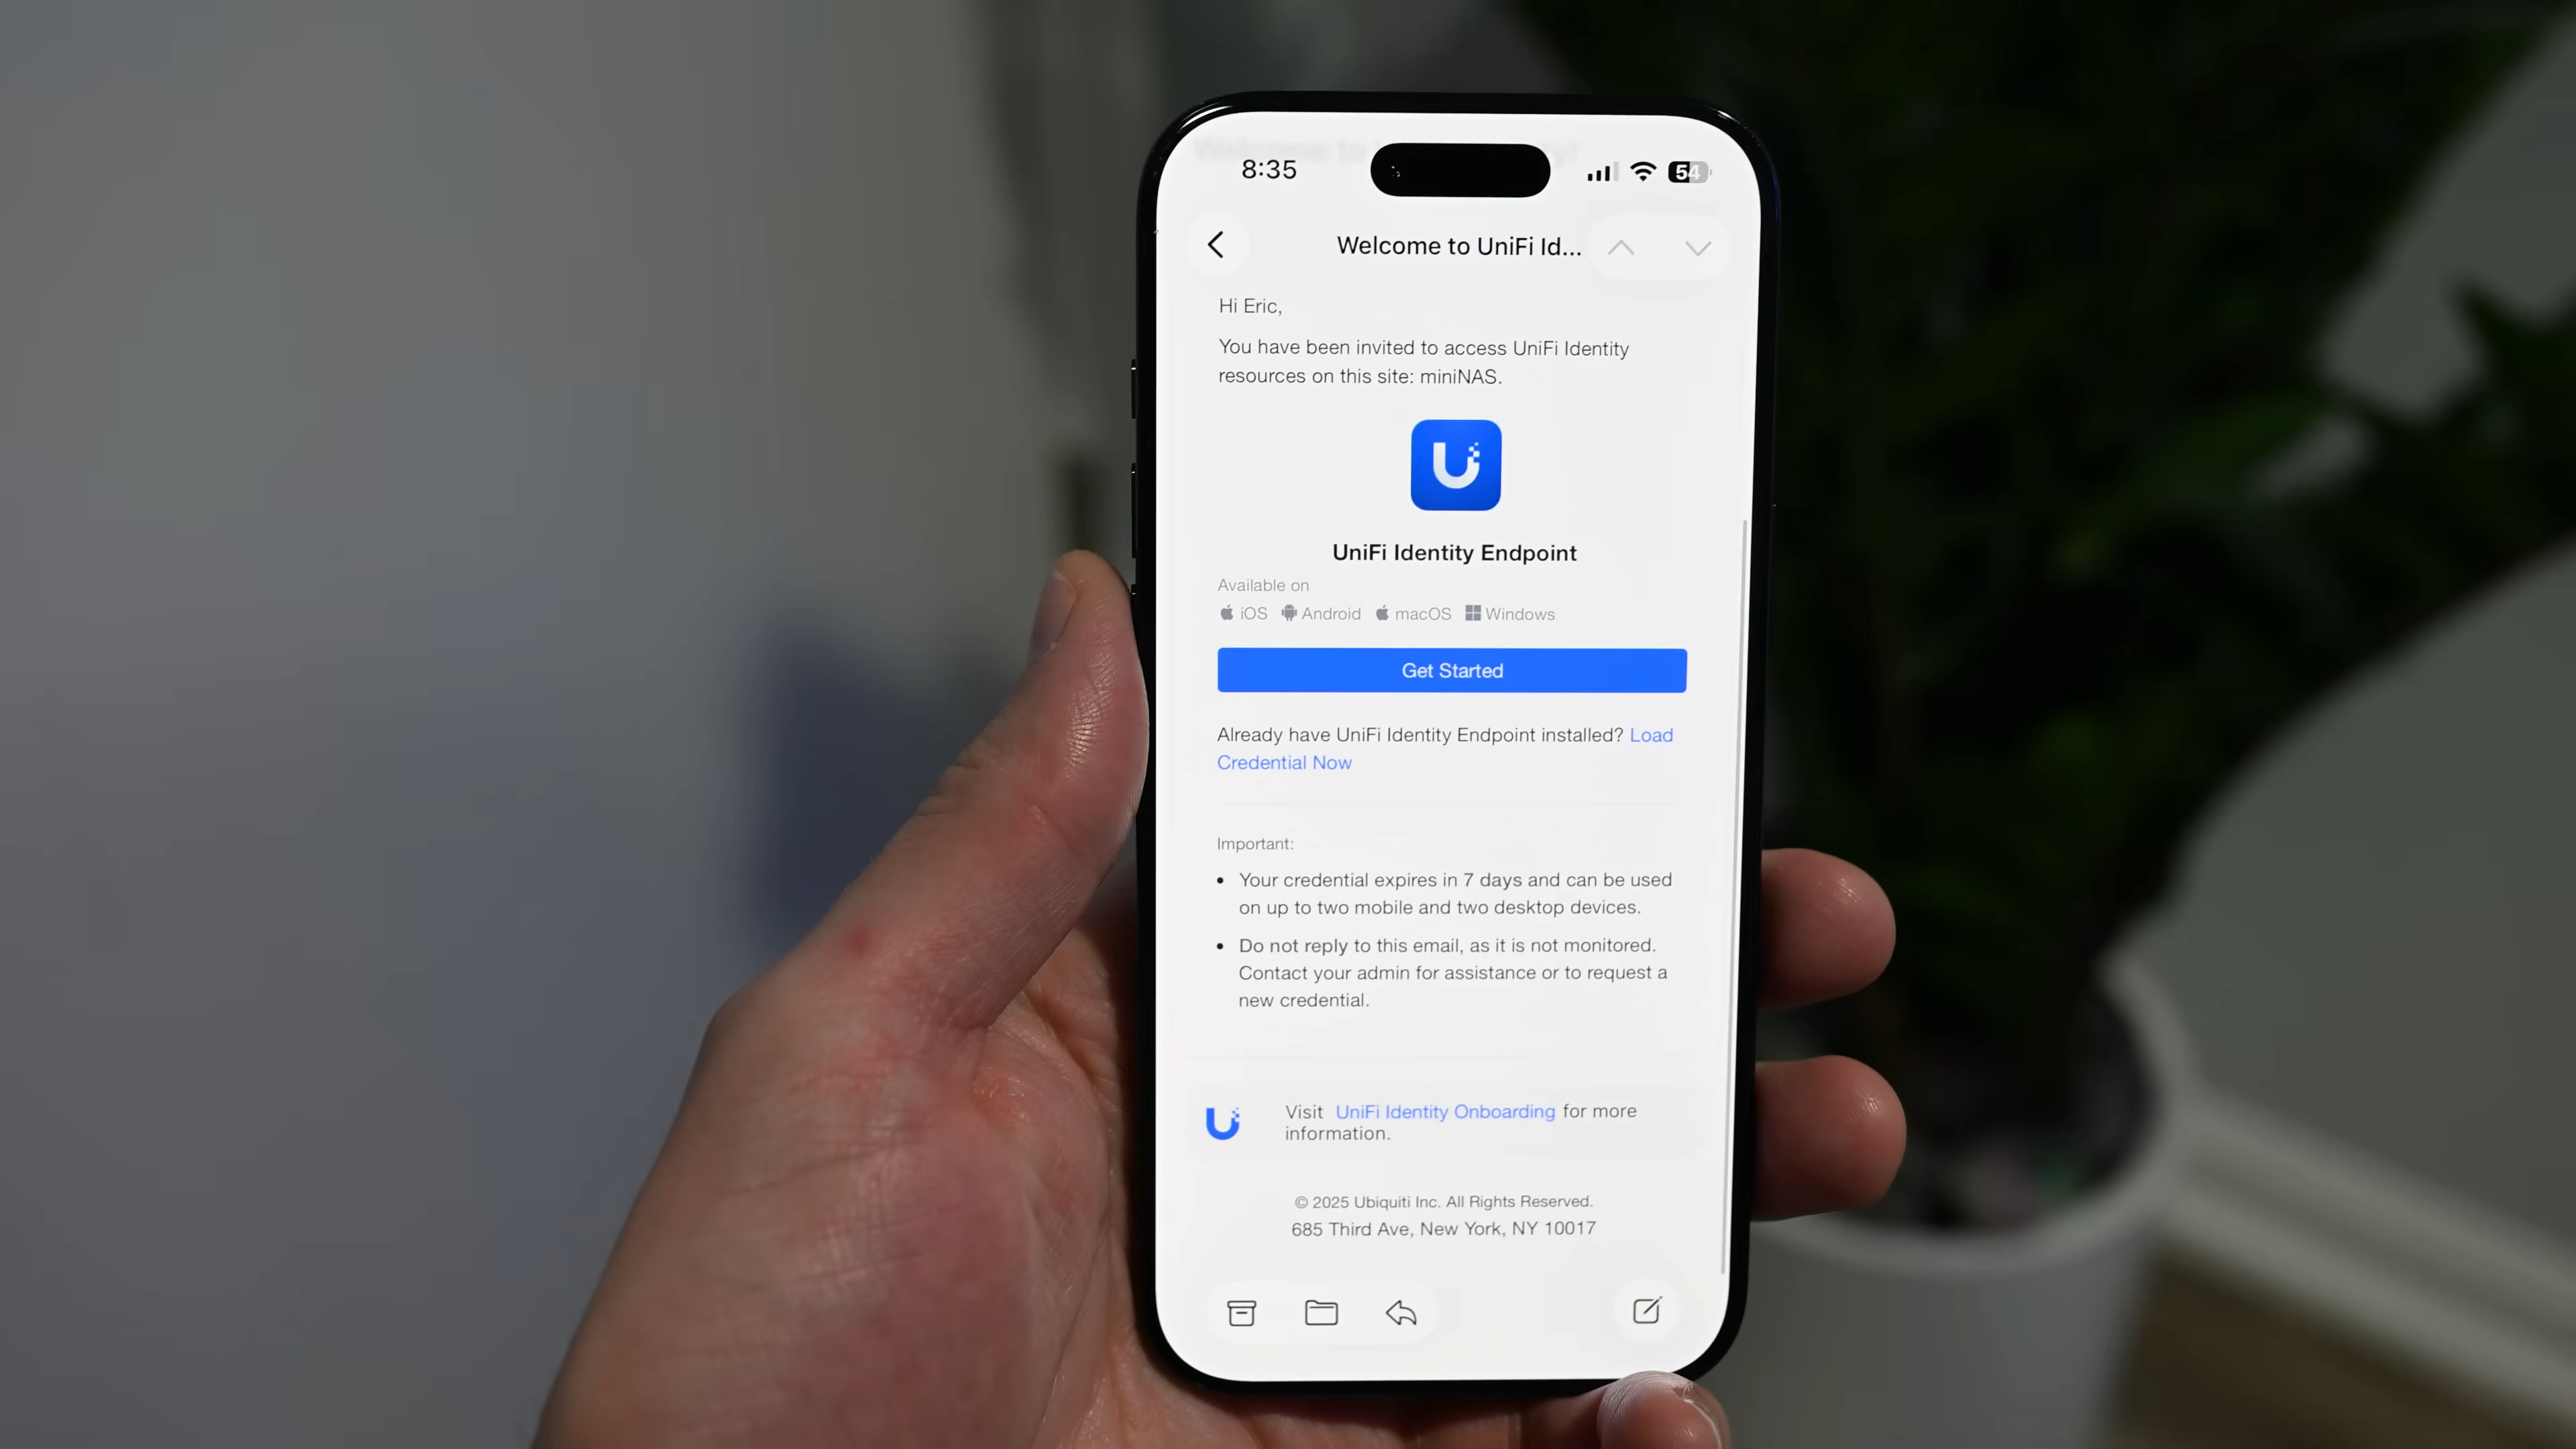 8:35
54
Welcome to UniFi Id...
Hi Eric,
You have been invited to access UniFi Identity
resources on this site: miniNAS.
UniFi Identity Endpoint
Available on
iOS Android macOS Windows
Get Started
Already have UniFi Identity Endpoint installed? Load
Credential Now
Important:
• Your credential expires in 7 days and can be used
on up to two mobile and two desktop devices.
• Do not reply to this email, as it is not monitored.
Contact your admin for assistance or to request a
new credential.
Visit UniFi Identity Onboarding for more
information.
© 2025 Ubiquiti Inc. All Rights Reserved.
685 Third Ave, New York, NY 10017